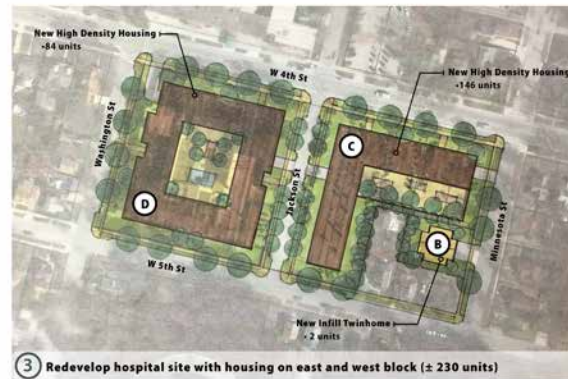 New High Density Housing
•84 units
W 4th St
New High Density Housing
•146 units
Washington St
C
Jackson St
D
B
Minnesota St
W 5th St
New Infill Twinhome
• 2 units
3 Redevelop hospital site with housing on east and west block (± 230 units)